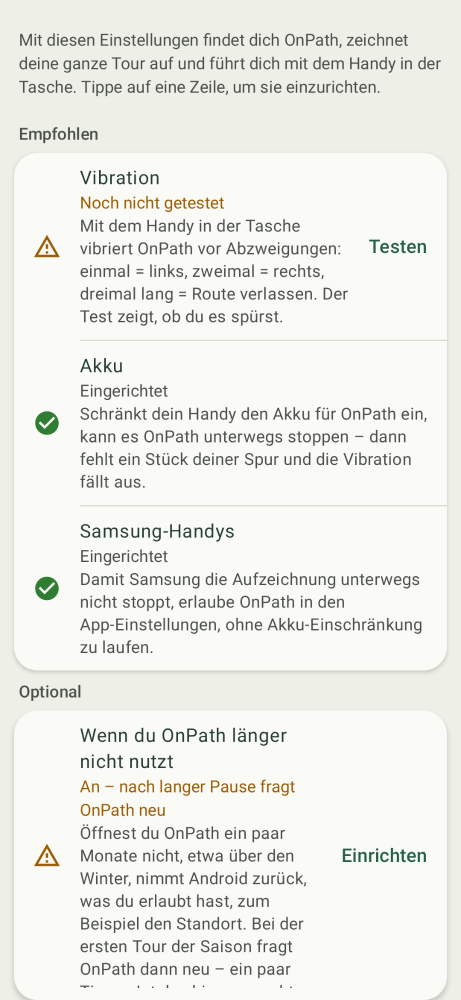 Mit diesen Einstellungen findet dich OnPath, zeichnet
deine ganze Tour auf und führt dich mit dem Handy in der
Tasche. Tippe auf eine Zeile, um sie einzurichten.
Empfohlen
Vibration
Noch nicht getestet
Mit dem Handy in der Tasche
vibriert OnPath vor Abzweigungen:
einmal = links, zweimal = rechts,
dreimal lang = Route verlassen. Der
Test zeigt, ob du es spürst.
Testen
Akku
Eingerichtet
Schränkt dein Handy den Akku für OnPath ein,
kann es OnPath unterwegs stoppen – dann
fehlt ein Stück deiner Spur und die Vibration
fällt aus.
Samsung-Handys
Eingerichtet
Damit Samsung die Aufzeichnung unterwegs
nicht stoppt, erlaube OnPath in den
App-Einstellungen, ohne Akku-Einschränkung
zu laufen.
Optional
Wenn du OnPath länger
nicht nutzt
An – nach langer Pause fragt
OnPath neu
Öffnest du OnPath ein paar
Monate nicht, etwa über den
Winter, nimmt Android zurück,
was du erlaubt hast, zum
Beispiel den Standort. Bei der
ersten Tour der Saison fragt
OnPath dann neu – ein paar
Einrichten